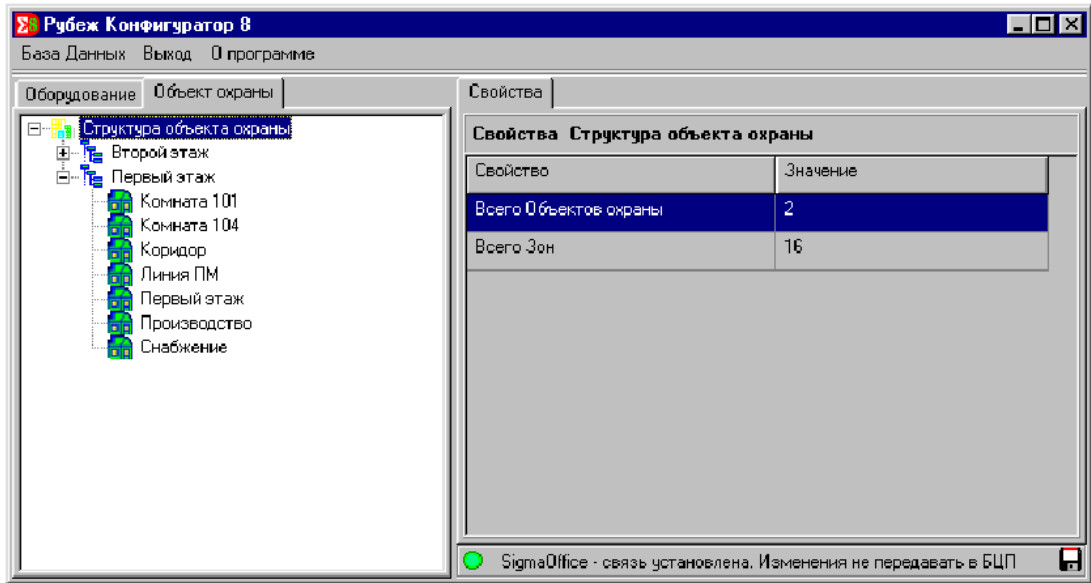 Рубеж Конфигуратор 8
База Данных Выход О программе
Оборудование Объект охраны
Структура объекта охраны
Второй этаж
Первый этаж
Комната 101
Комната 104
Коридор
Линия ПМ
Первый этаж
Производство
Снабжение
Свойства
Свойства Структура объекта охраны
Свойство Значение
Всего Объектов охраны 2
Всего Зон 16
SigmaOffice - связь установлена. Изменения не передавать в БЦП